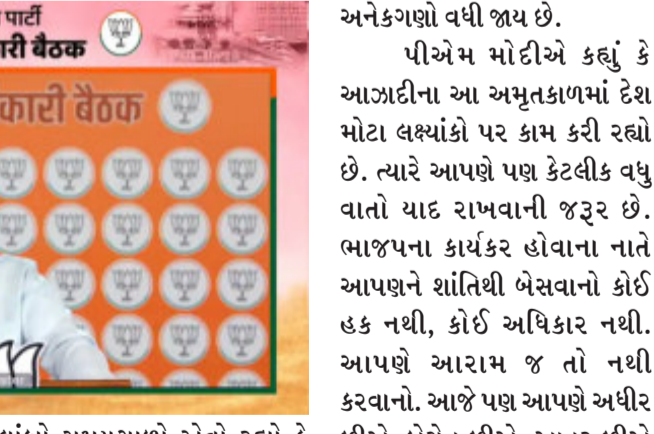 पार्टी
कारी बैठक
कारी बैठक
અનેકગણો વધી જાય છે.
પીએમ મોદીએ કહ્યું કે
આઝાદીના આ અમૃતકાળમાં દેશ
મોટા લક્ષ્યાંકો પર કામ કરી રહ્યો
છે. ત્યારે આપણે પણ કેટલીક વધુ
વાતો યાદ રાખવાની જરૂર છે.
ભાજપના કાર્યકર હોવાના નાતે
આપણને શાંતિથી બેસવાનો કોઈ
હક નથી, કોઈ અધિકાર નથી.
આપણે આરામ જ તો નથી
કરવાનો. આજે પણ આપણે અધીર